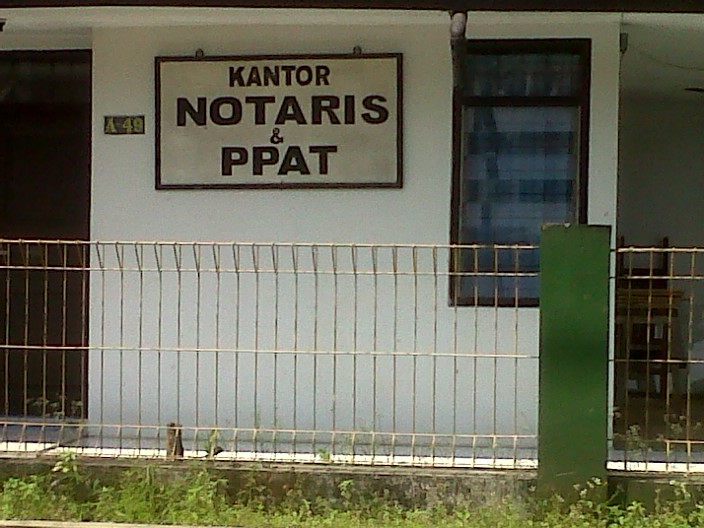 KANTOR
NOTARIS
&
PPAT
A-49